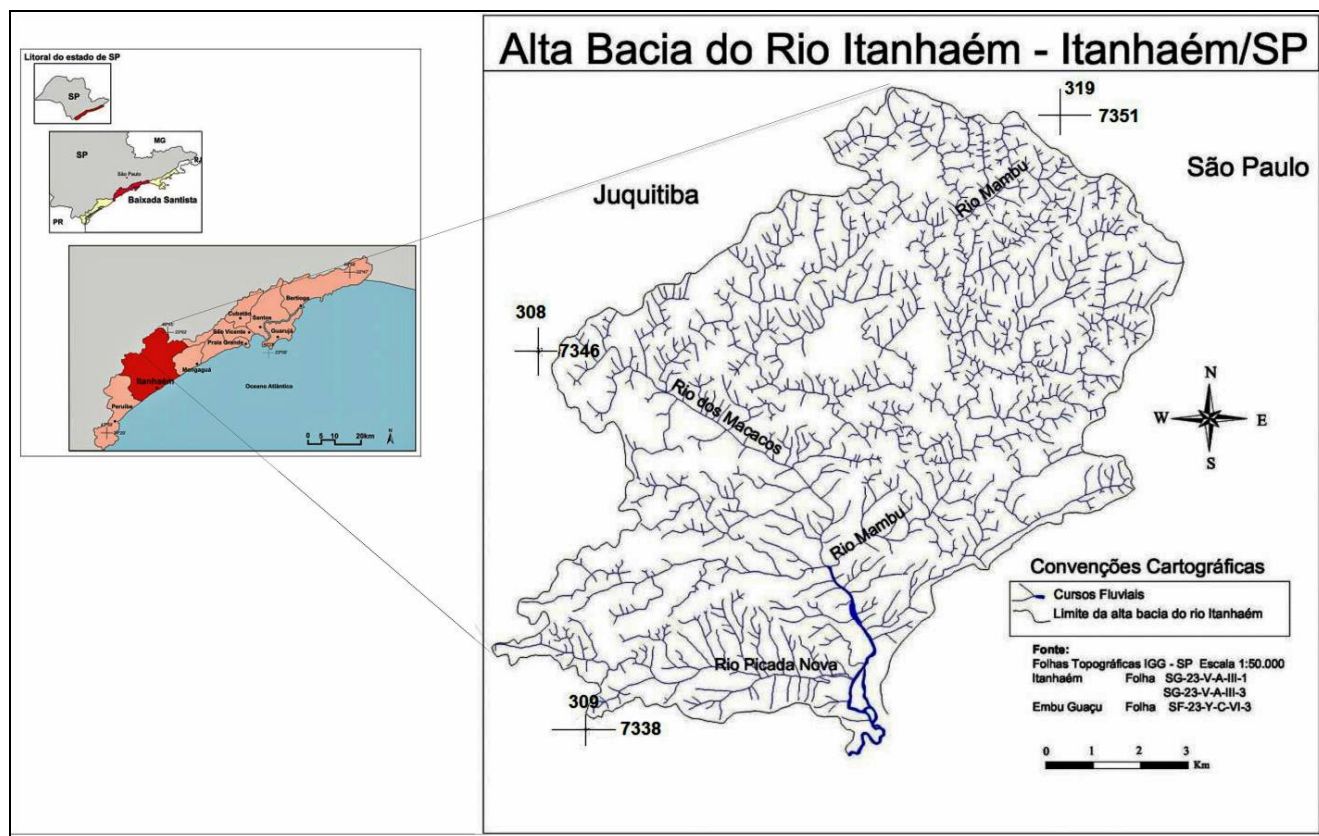 Litoral do estado de SP
SP
MG
SP
RJ
São Paulo
Baixada Santista
PR
Bertioga
Cubatão
Santos
São Vicente
Guarujá
Praia Grande
Mongaguá
Itanhaém
Oceano Atlântico
Peruíbe
0 5 10 20km
N
Alta Bacia do Rio Itanhaém - Itanhaém/SP
319
7351
São Paulo
Juquitiba
Rio Mambu
308
7346
Rio dos Macacos
N
W
E
S
Rio Mambu
Rio Picada Nova
309
7338
Convenções Cartográficas
Cursos Fluviais
Limite da alta bacia do rio Itanhaém
Fonte:
Folhas Topográficas IGG - SP Escala 1:50.000
Itanhaém Folha SG-23-V-A-III-1
SG-23-V-A-III-3
Embu Guaçu Folha SF-23-Y-C-VI-3
0 1 2 3
Km